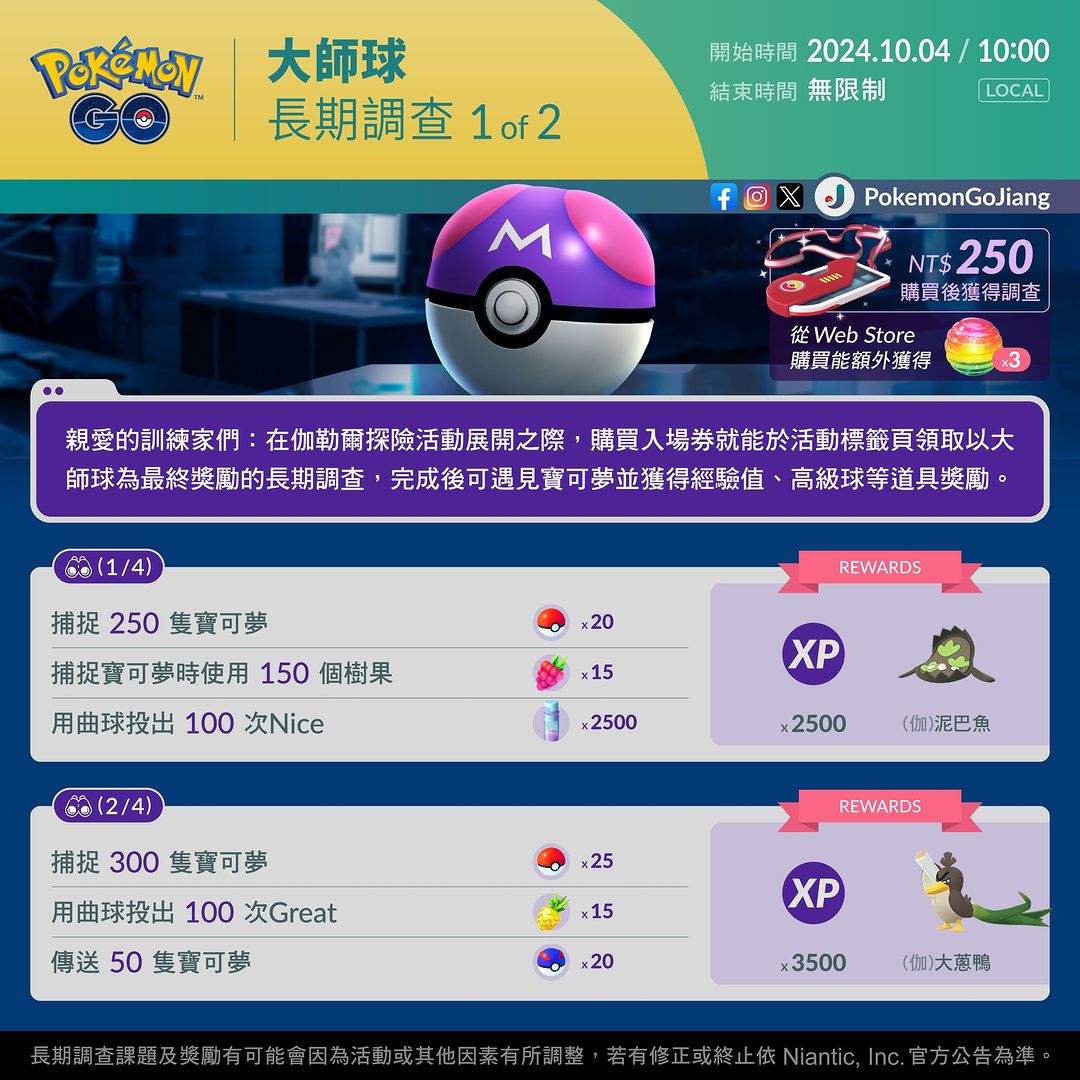 POKéMON GO
TM
大師球
長期調查 1 of 2
開始時間 2024.10.04 / 10:00
結束時間 無限制
LOCAL
PokemonGoJiang
M
NT$ 250
購買後獲得調查
從 Web Store
購買能額外獲得
x3
親愛的訓練家們：在伽勒爾探險活動展開之際，購買入場券就能於活動標籤頁領取以大
師球為最終獎勵的長期調查，完成後可遇見寶可夢並獲得經驗值、高級球等道具獎勵。
(1/4)
REWARDS
捕捉 250 隻寶可夢
x20
捕捉寶可夢時使用 150 個樹果
x15
用曲球投出 100 次Nice
x2500
XP
x2500
(伽)泥巴魚
(2/4)
REWARDS
捕捉 300 隻寶可夢
x25
用曲球投出 100 次Great
x15
傳送 50 隻寶可夢
x20
XP
x3500
(伽)大蔥鴨
長期調查課題及獎勵有可能會因為活動或其他因素有所調整，若有修正或終止依 Niantic, Inc. 官方公告為準。